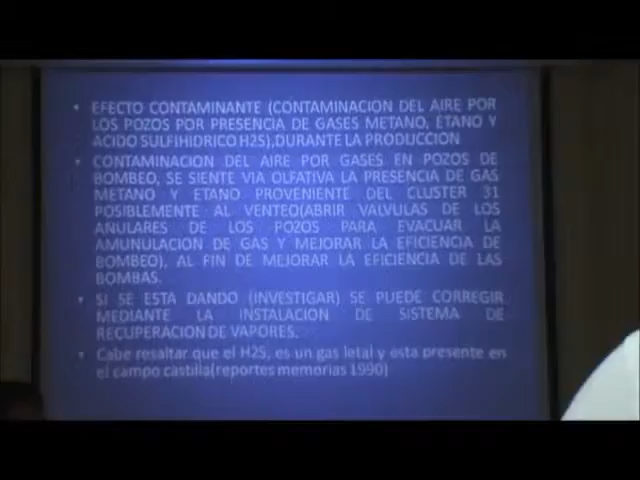 • EFECTO CONTAMINANTE (CONTAMINACION DEL AIRE POR
LOS POZOS POR PRESENCIA DE GASES METANO, ETANO Y
ACIDO SULFIHIDRICO H2S),DURANTE LA PRODUCCION
• CONTAMINACION DEL AIRE POR GASES EN POZOS DE
BOMBEO, SE SIENTE VIA OLFATIVA LA PRESENCIA DE GAS
METANO Y ETANO PROVENIENTE DEL CLUSTER 31
POSIBLEMENTE AL VENTEO(ABRIR VALVULAS DE LOS
ANULARES DE LOS POZOS PARA EVACUAR LA
AMUNULACION DE GAS Y MEJORAR LA EFICIENCIA DE
BOMBEO), AL FIN DE MEJORAR LA EFICIENCIA DE LAS
BOMBAS.
• SI SE ESTA DANDO (INVESTIGAR) SE PUEDE CORREGIR
MEDIANTE LA INSTALACION DE SISTEMA DE
RECUPERACION DE VAPORES.
• Cabe resaltar que el H2S, es un gas letal y esta presente en
el campo castilla(reportes memorias 1990)